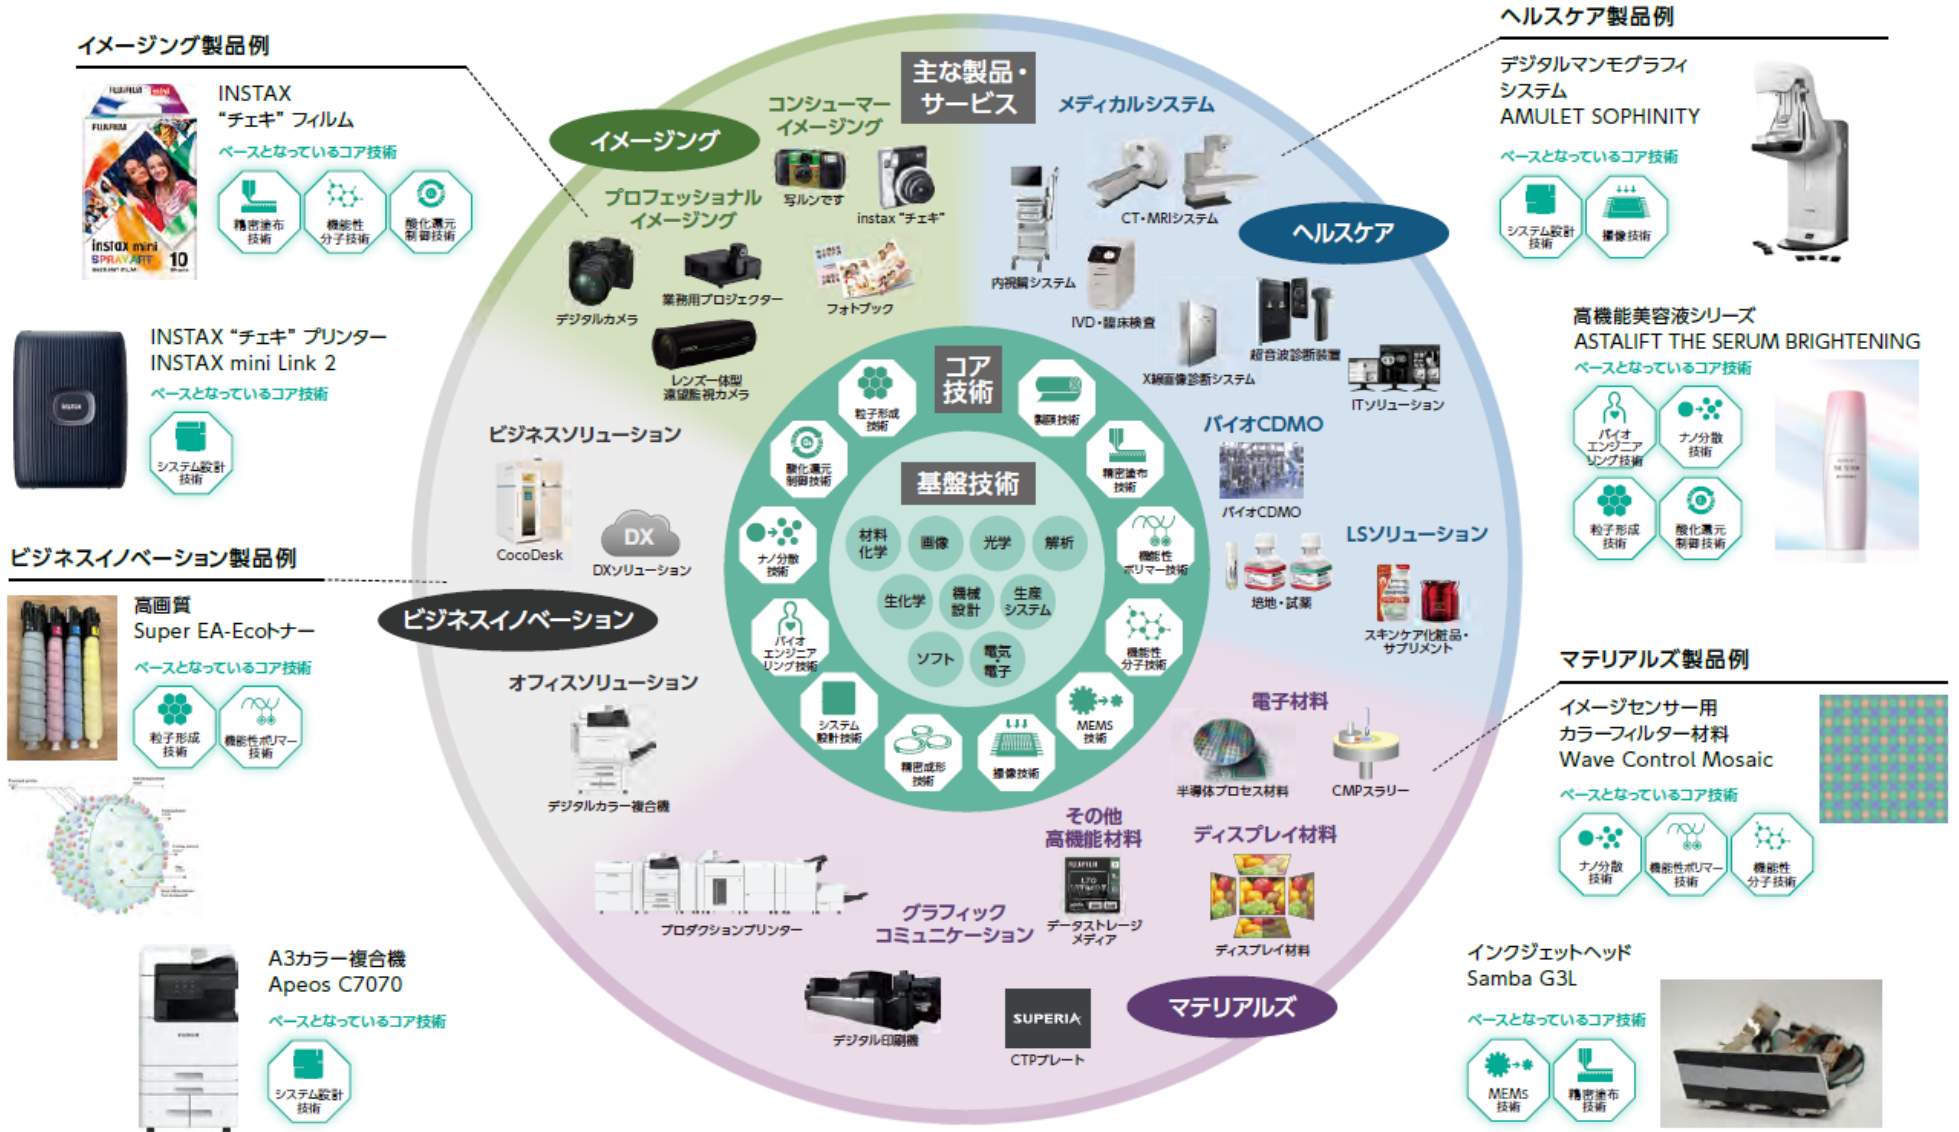 イメージング製品例
INSTAX
“チェキ” フィルム
ベースとなっているコア技術
精密塗布
技術
機能性
分子技術
酸化還元
制御技術
FUJIFILM
instax mini
SPRAY ART
10
INSTAX “チェキ” プリンター
INSTAX mini Link 2
ベースとなっているコア技術
システム設計
技術
ビジネスイノベーション製品例
高画質
Super EA-Ecoトナー
ベースとなっているコア技術
粒子形成
技術
機能性ポリマー
技術
A3カラー複合機
Apeos C7070
ベースとなっているコア技術
システム設計
技術
主な製品・
サービス
イメージング
コンシューマー
イメージング
写ルンです
instax “チェキ”
フォトブック
プロフェッショナル
イメージング
デジタルカメラ
業務用プロジェクター
レンズ一体型
遠望監視カメラ
ビジネスソリューション
CocoDesk
DX
DXソリューション
ビジネスイノベーション
オフィスソリューション
デジタルカラー複合機
プロダクションプリンター
グラフィック
コミュニケーション
デジタル印刷機
SUPERIA
CTPプレート
その他
高機能材料
FUJIFILM
LTO
データストレージ
メディア
ディスプレイ材料
ディスプレイ材料
マテリアルズ
電子材料
半導体プロセス材料
CMPスラリー
メディカルシステム
内視鏡システム
CT・MRIシステム
IVD・臨床検査
X線画像診断システム
超音波診断装置
ITソリューション
ヘルスケア
バイオCDMO
バイオCDMO
LSソリューション
培地・試薬
スキンケア化粧品・
サプリメント
コア
技術
粒子形成
技術
製膜技術
精密塗布
技術
機能性
ポリマー技術
機能性
分子技術
MEMS
技術
撮像技術
精密成形
技術
システム
設計技術
バイオ
エンジニア
リング技術
ナノ分散
技術
酸化還元
制御技術
基盤技術
材料
化学
画像
光学
解析
生化学
機械
設計
生産
システム
ソフト
電気
・
電子
ヘルスケア製品例
デジタルマンモグラフィ
システム
AMULET SOPHINITY
ベースとなっているコア技術
システム設計
技術
撮像技術
高機能美容液シリーズ
ASTALIFT THE SERUM BRIGHTENING
ベースとなっているコア技術
バイオ
エンジニア
リング技術
ナノ分散
技術
粒子形成
技術
酸化還元
制御技術
マテリアルズ製品例
イメージセンサー用
カラーフィルター材料
Wave Control Mosaic
ベースとなっているコア技術
ナノ分散
技術
機能性ポリマー
技術
機能性
分子技術
インクジェットヘッド
Samba G3L
ベースとなっているコア技術
MEMS
技術
精密塗布
技術